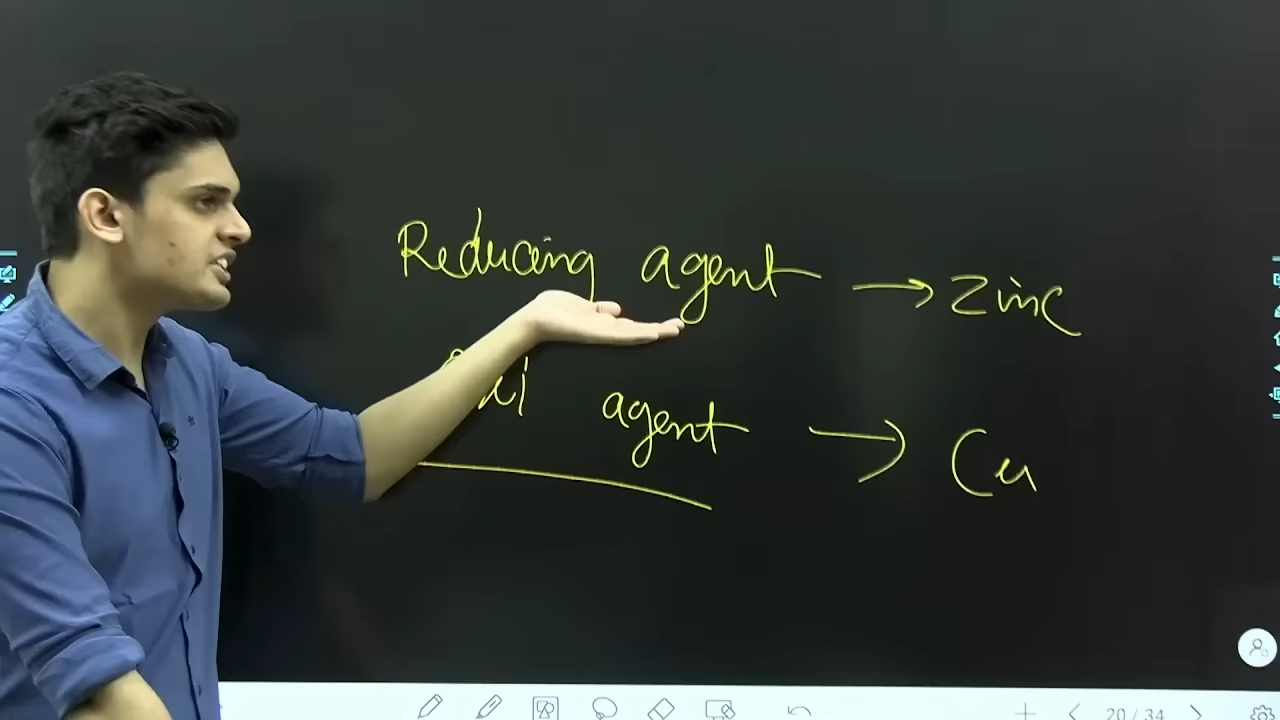 Reducing agent → Zinc
agent → Cu
20 / 34